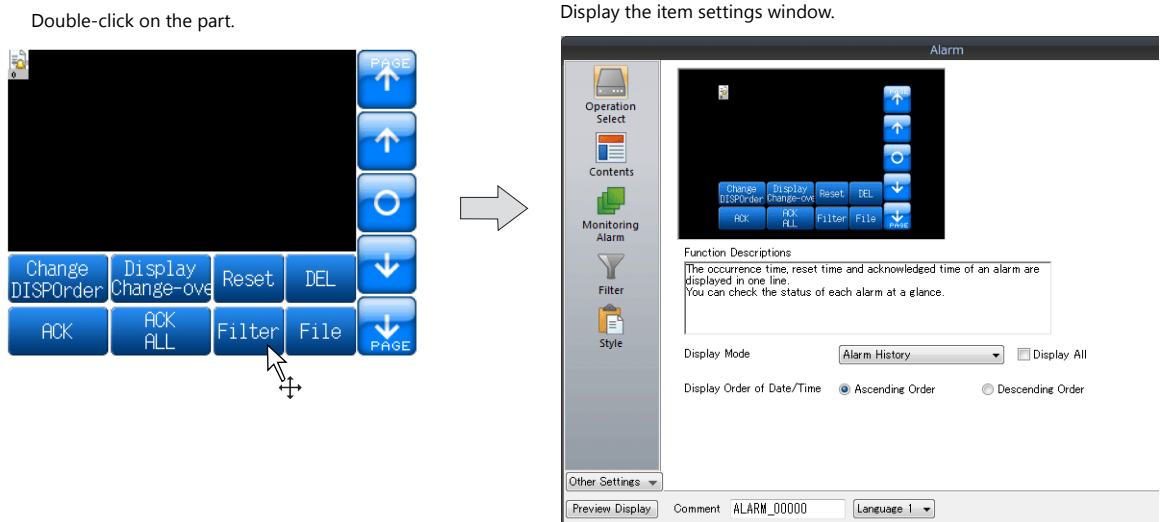 Double-click on the part.
Display the item settings window.
0
PAGE
Change
DISPOrder
Display
Change-ove
Reset
DEL
ACK
ACK
ALL
Filter
File
PAGE
Alarm
Operation
Select
Contents
Monitoring
Alarm
Filter
Style
PAGE
Change
DISPOrder
Display
Change-ove
Reset
DEL
ACK
ACK
ALL
Filter
File
PAGE
Function Descriptions
The occurrence time, reset time and acknowledged time of an alarm are
displayed in one line.
You can check the status of each alarm at a glance.
Display Mode
Alarm History
Display All
Display Order of Date/Time
Ascending Order
Descending Order
Other Settings
Preview Display
Comment
ALARM_00000
Language 1